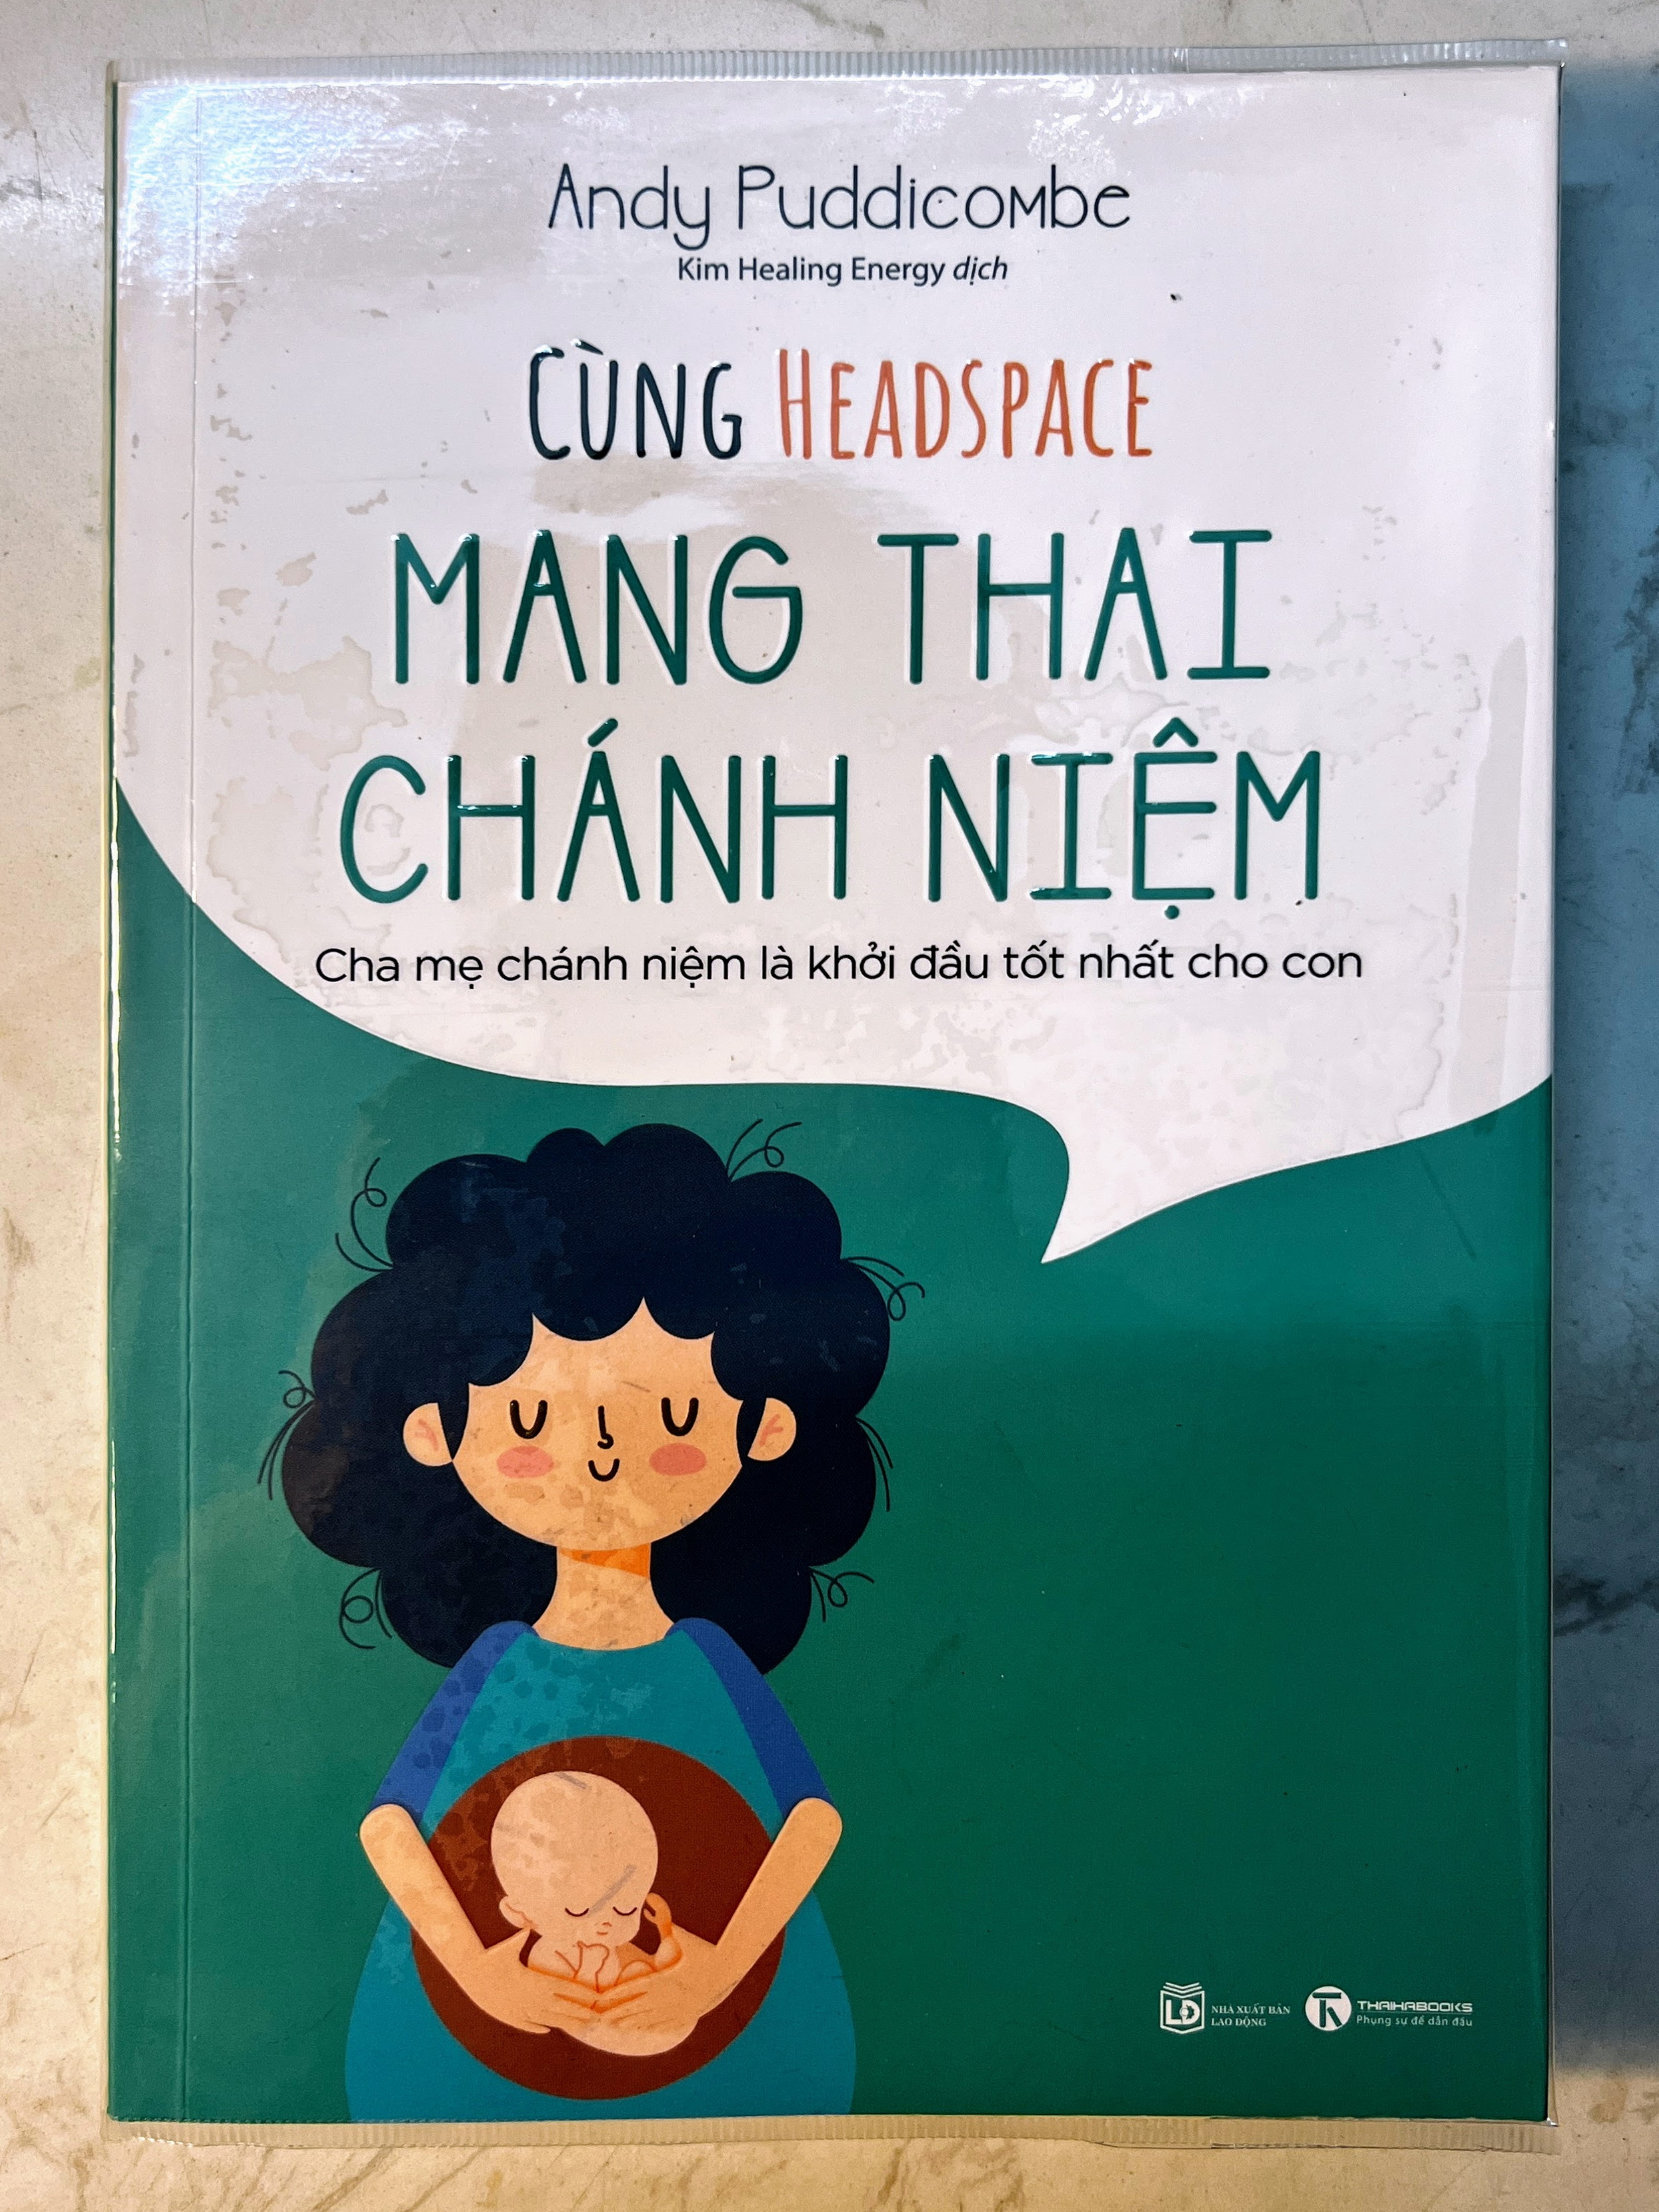 Andy Puddicombe
Kim Healing Energy dịch
CÙNG HEADSPACE
MANG THAI
CHÁNH NIỆM
Cha mẹ chánh niệm là khởi đầu tốt nhất cho con
LĐ
NHÀ XUẤT BẢN
LAO ĐỘNG
THAIHABOOKS
Phụng sự để dẫn đầu